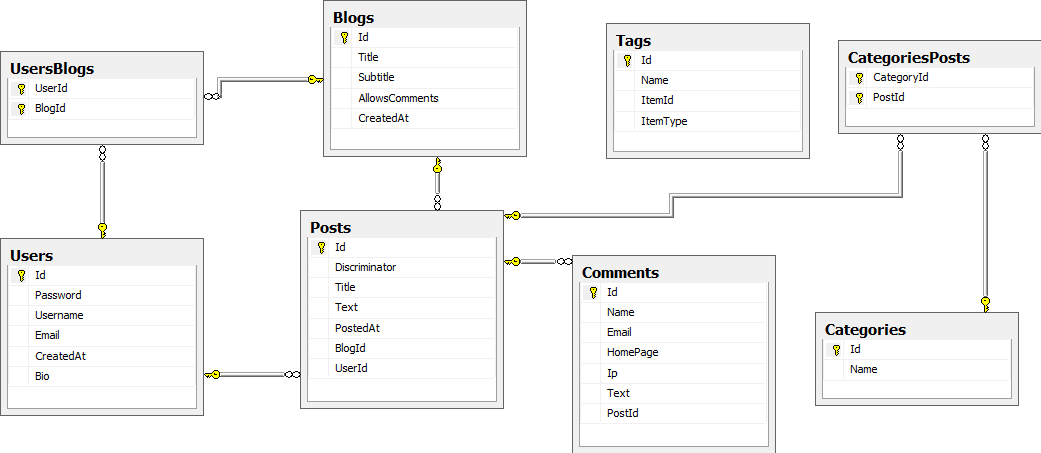 Blogs
Id
Title
Subtitle
AllowsComments
CreatedAt
Tags
Id
Name
ItemId
ItemType
CategoriesPosts
CategoryId
PostId
UsersBlogs
UserId
BlogId
Users
Id
Password
Username
Email
CreatedAt
Bio
Posts
Id
Discriminator
Title
Text
PostedAt
BlogId
UserId
Comments
Id
Name
Email
HomePage
Ip
Text
PostId
Categories
Id
Name